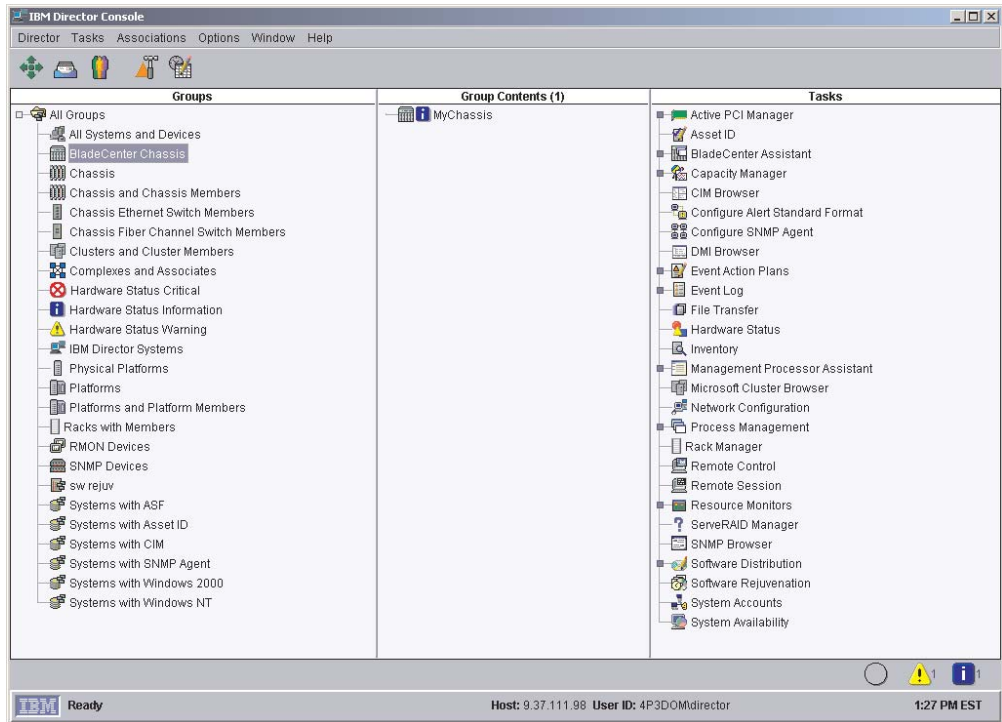 IBM Director Console
Director Tasks Associations Options Window Help
Groups
All Groups
All Systems and Devices
BladeCenter Chassis
Chassis
Chassis and Chassis Members
Chassis Ethernet Switch Members
Chassis Fiber Channel Switch Members
Clusters and Cluster Members
Complexes and Associates
Hardware Status Critical
Hardware Status Information
Hardware Status Warning
IBM Director Systems
Physical Platforms
Platforms
Platforms and Platform Members
Racks with Members
RMON Devices
SNMP Devices
sw rejuv
Systems with ASF
Systems with Asset ID
Systems with CIM
Systems with SNMP Agent
Systems with Windows 2000
Systems with Windows NT
Group Contents (1)
MyChassis
Tasks
Active PCI Manager
Asset ID
BladeCenter Assistant
Capacity Manager
CIM Browser
Configure Alert Standard Format
Configure SNMP Agent
DMI Browser
Event Action Plans
Event Log
File Transfer
Hardware Status
Inventory
Management Processor Assistant
Microsoft Cluster Browser
Network Configuration
Process Management
Rack Manager
Remote Control
Remote Session
Resource Monitors
ServeRAID Manager
SNMP Browser
Software Distribution
Software Rejuvenation
System Accounts
System Availability
1 1
IBM Ready Host: 9.37.111.98 User ID: 4P3DOM\director 1:27 PM EST